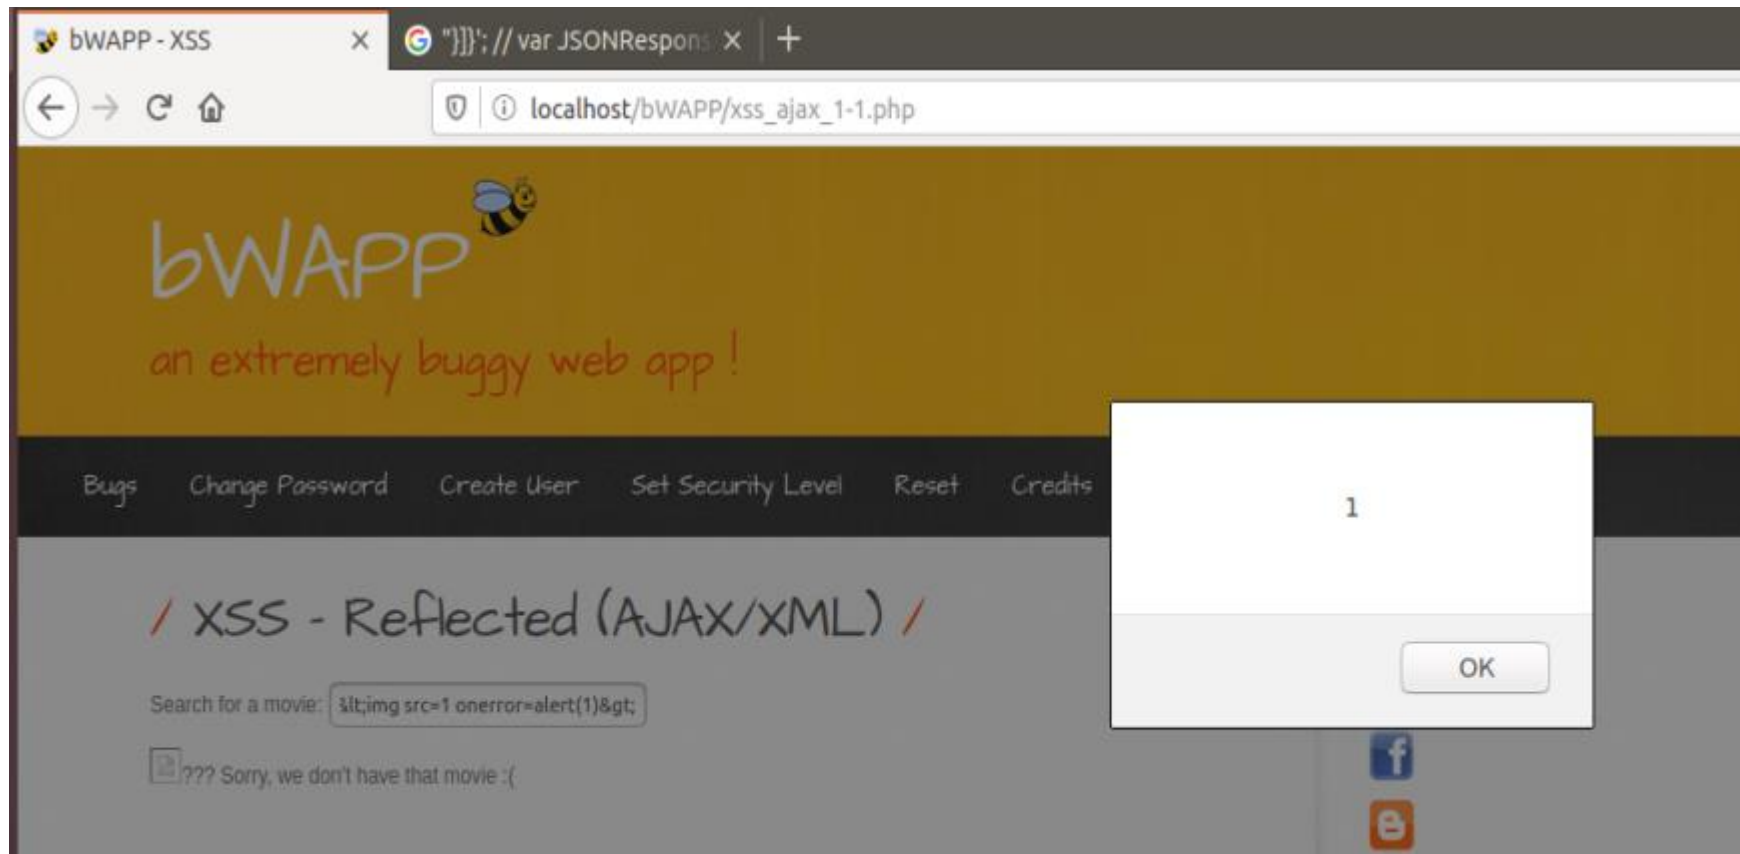 bWAPP - XSS
"}]}'; // var JSONRespons
localhost/bWAPP/xss_ajax_1-1.php
bWAPP
an extremely buggy web app !
Bugs Change Password Create User Set Security Level Reset Credits
1
/ XSS - Reflected (AJAX/XML) /
OK
Search for a movie: &lt;img src=1 onerror=alert(1)&gt;
??? Sorry, we don't have that movie :(